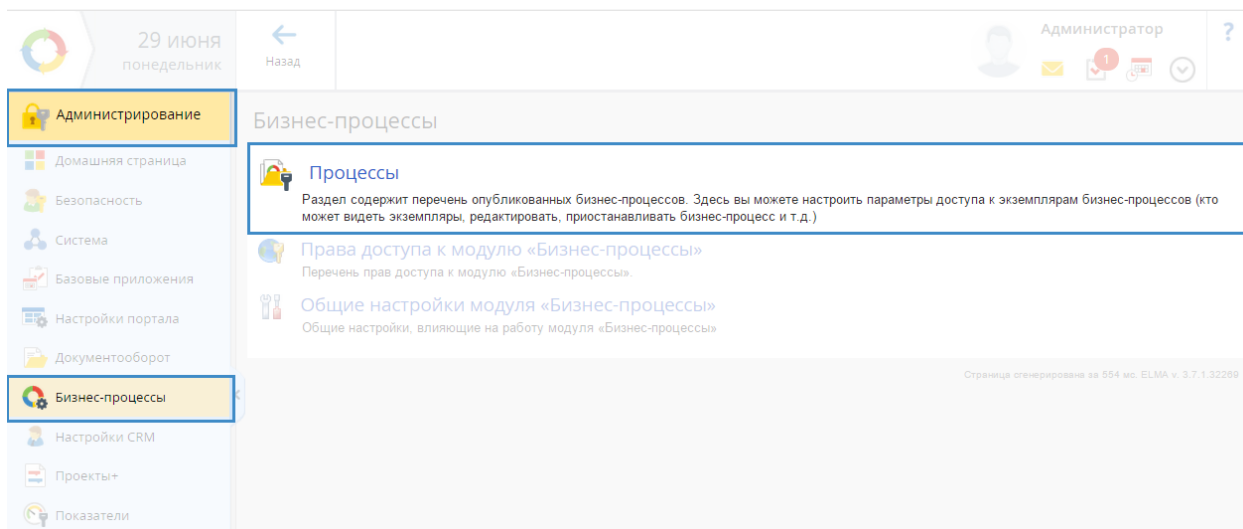 29 июня
понедельник
Назад
Администратор
1
?
Администрирование
Домашняя страница
Безопасность
Система
Базовые приложения
Настройки портала
Документооборот
Бизнес-процессы
Настройки CRM
Проекты+
Показатели
Бизнес-процессы
Процессы
Раздел содержит перечень опубликованных бизнес-процессов. Здесь вы можете настроить параметры доступа к экземплярам бизнес-процессов (кто
может видеть экземпляры, редактировать, приостанавливать бизнес-процесс и т.д.)
Права доступа к модулю «Бизнес-процессы»
Перечень прав доступа к модулю «Бизнес-процессы».
Общие настройки модуля «Бизнес-процессы»
Общие настройки, влияющие на работу модуля «Бизнес-процессы»
Страница сгенерирована за 554 мс. ELMA v. 3.7.1.32269